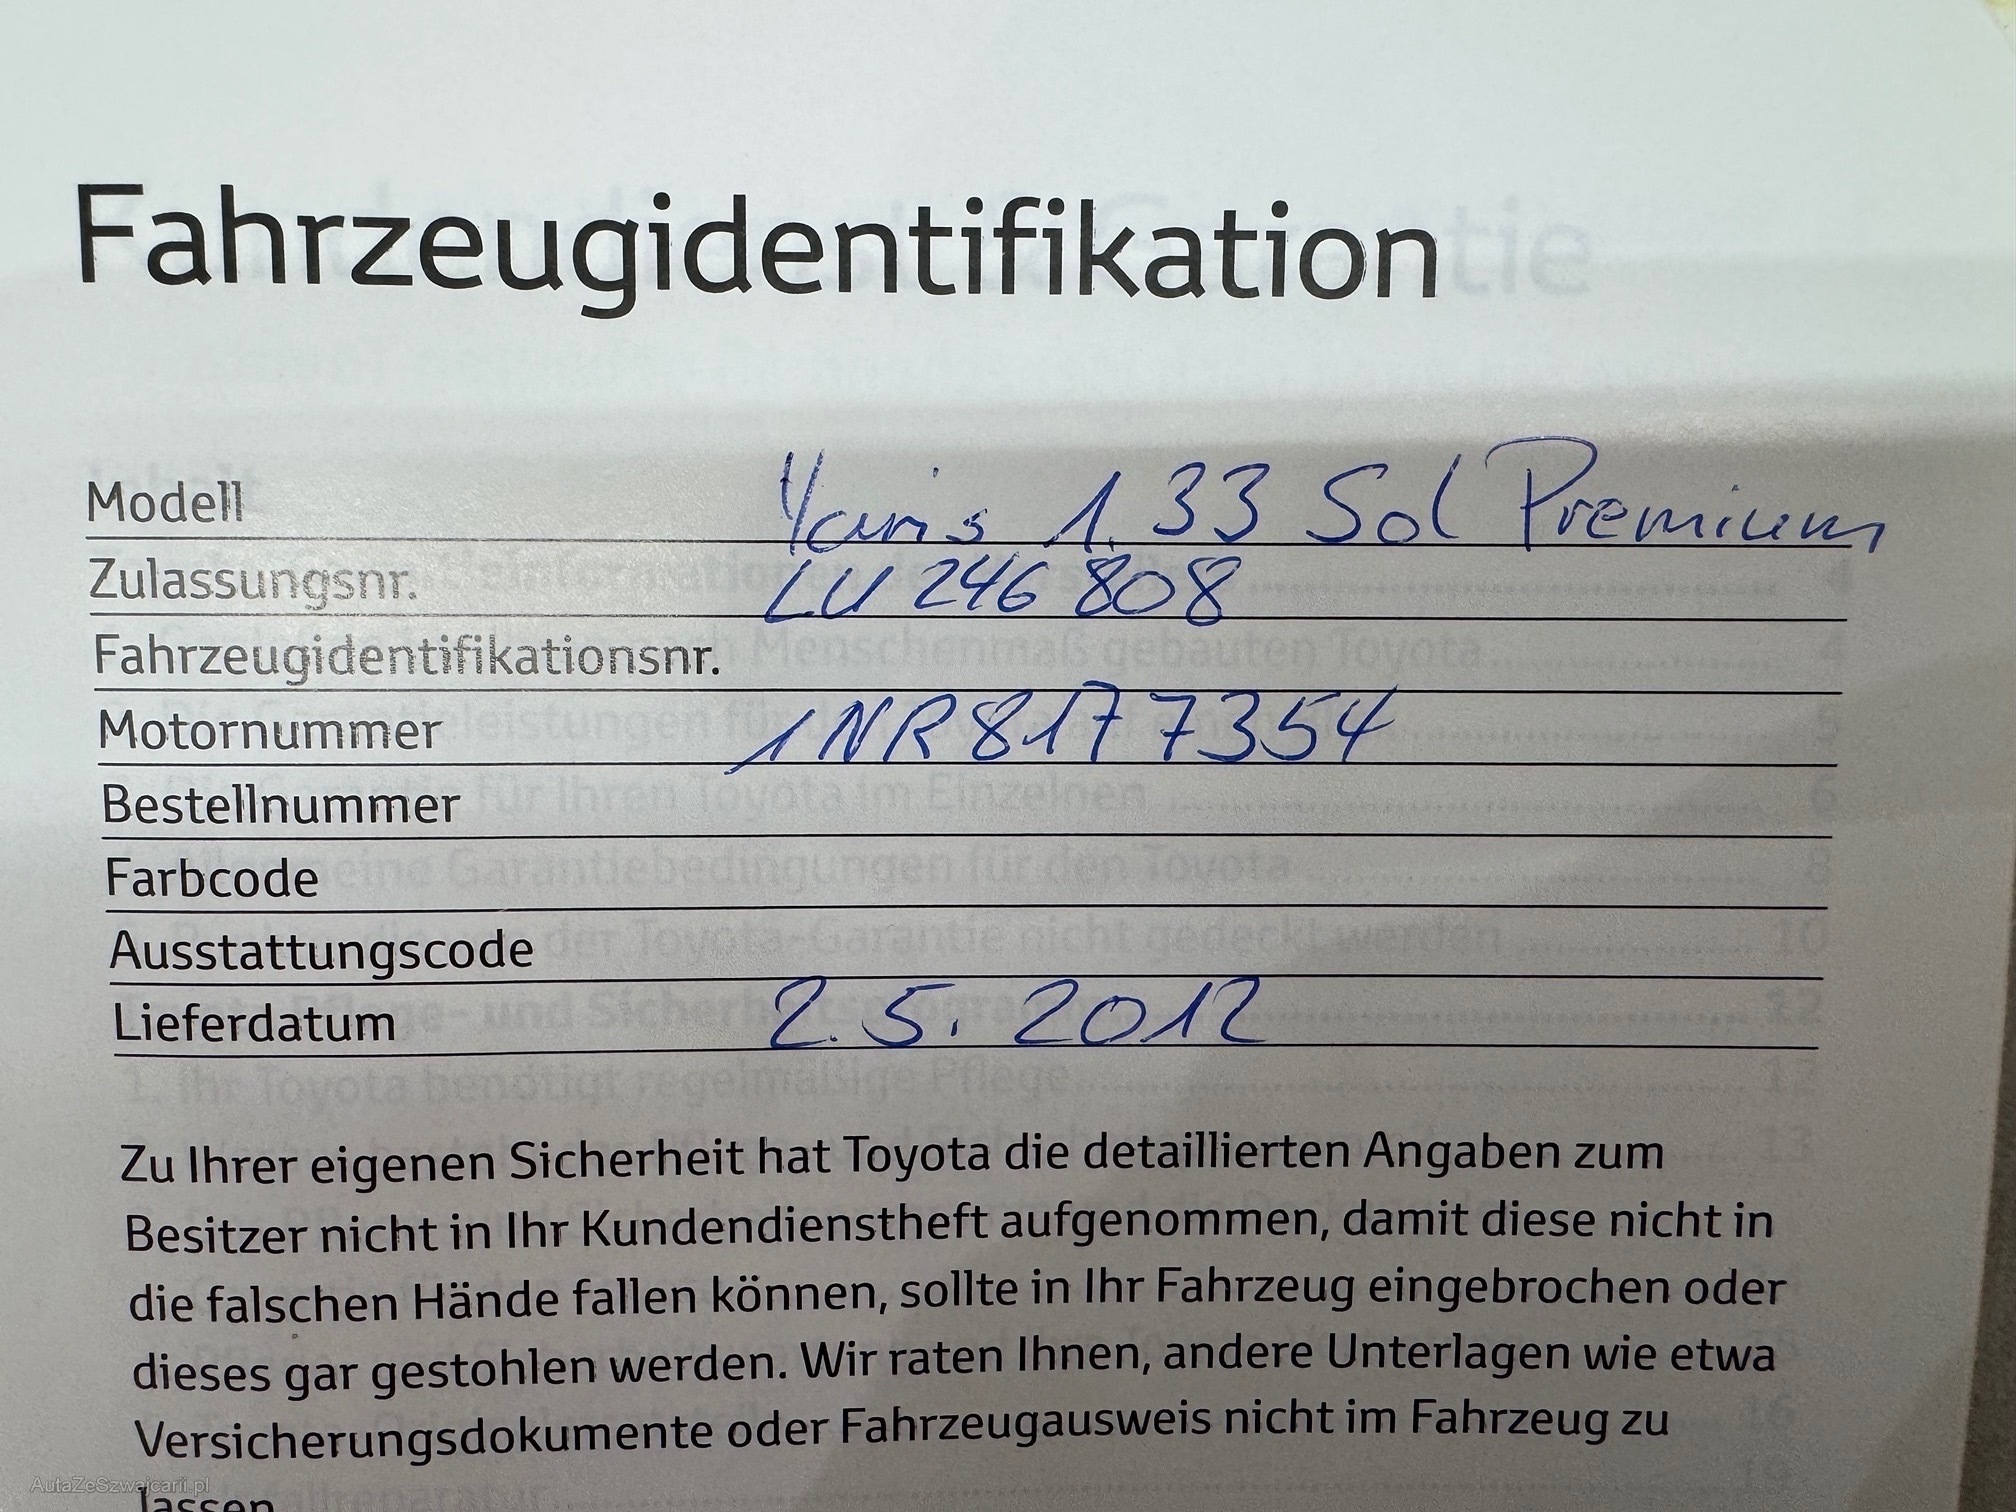 Fahrzeugidentifikation
Modell Yaris 1.33 Sol Premium
Zulassungsnr. LU 246 808
Fahrzeugidentifikationsnr.
Motornummer 1NR8177354
Bestellnummer
Farbcode
Ausstattungscode
Lieferdatum 2.5.2012
Zu Ihrer eigenen Sicherheit hat Toyota die detaillierten Angaben zum
Besitzer nicht in Ihr Kundendienstheft aufgenommen, damit diese nicht in
die falschen Hände fallen können, sollte in Ihr Fahrzeug eingebrochen oder
dieses gar gestohlen werden. Wir raten Ihnen, andere Unterlagen wie etwa
Versicherungsdokumente oder Fahrzeugausweis nicht im Fahrzeug zu
lassen.
AutaZeSzwajcarii.pl